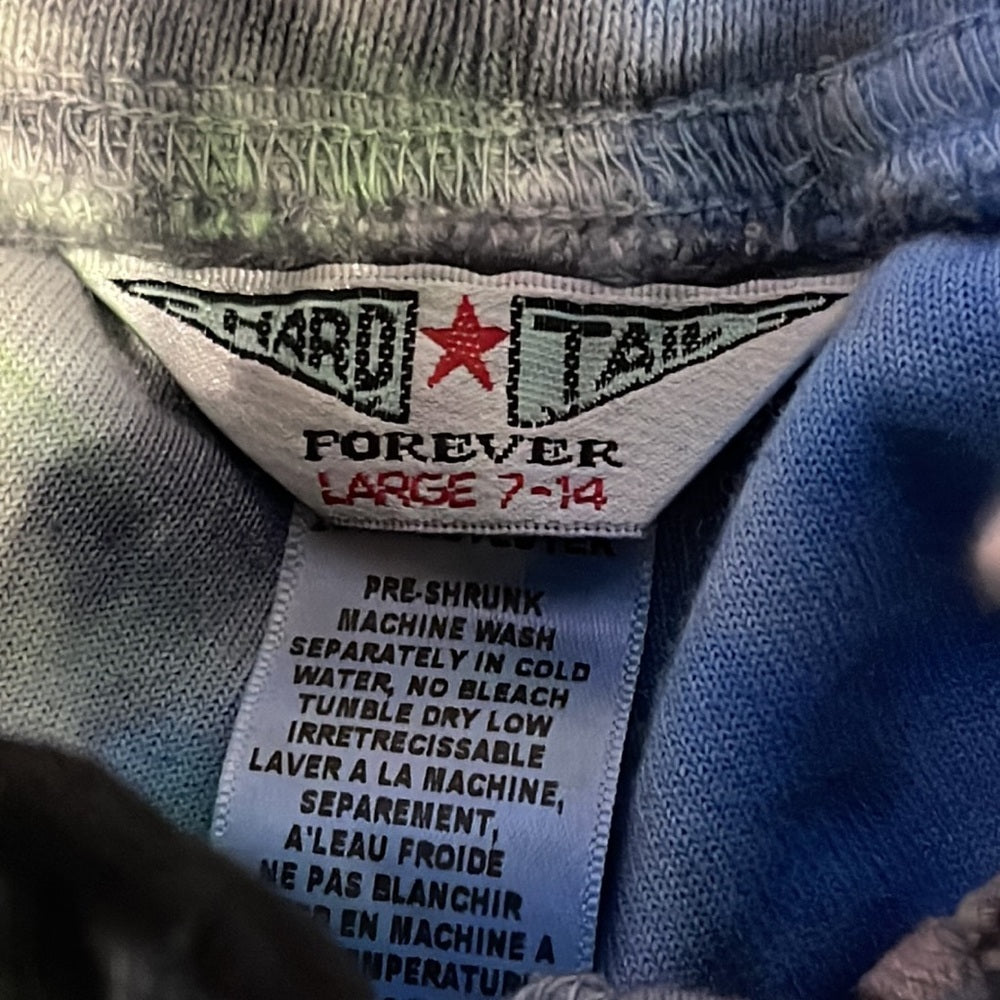 HARD TAIL
FOREVER
LARGE 7-14
PRE-SHRUNK
MACHINE WASH
SEPARATELY IN COLD
WATER, NO BLEACH
TUMBLE DRY LOW
IRRETRECISSABLE
LAVER A LA MACHINE,
SEPAREMENT,
A'LEAU FROIDE
NE PAS BLANCHIR
EN MACHINE A